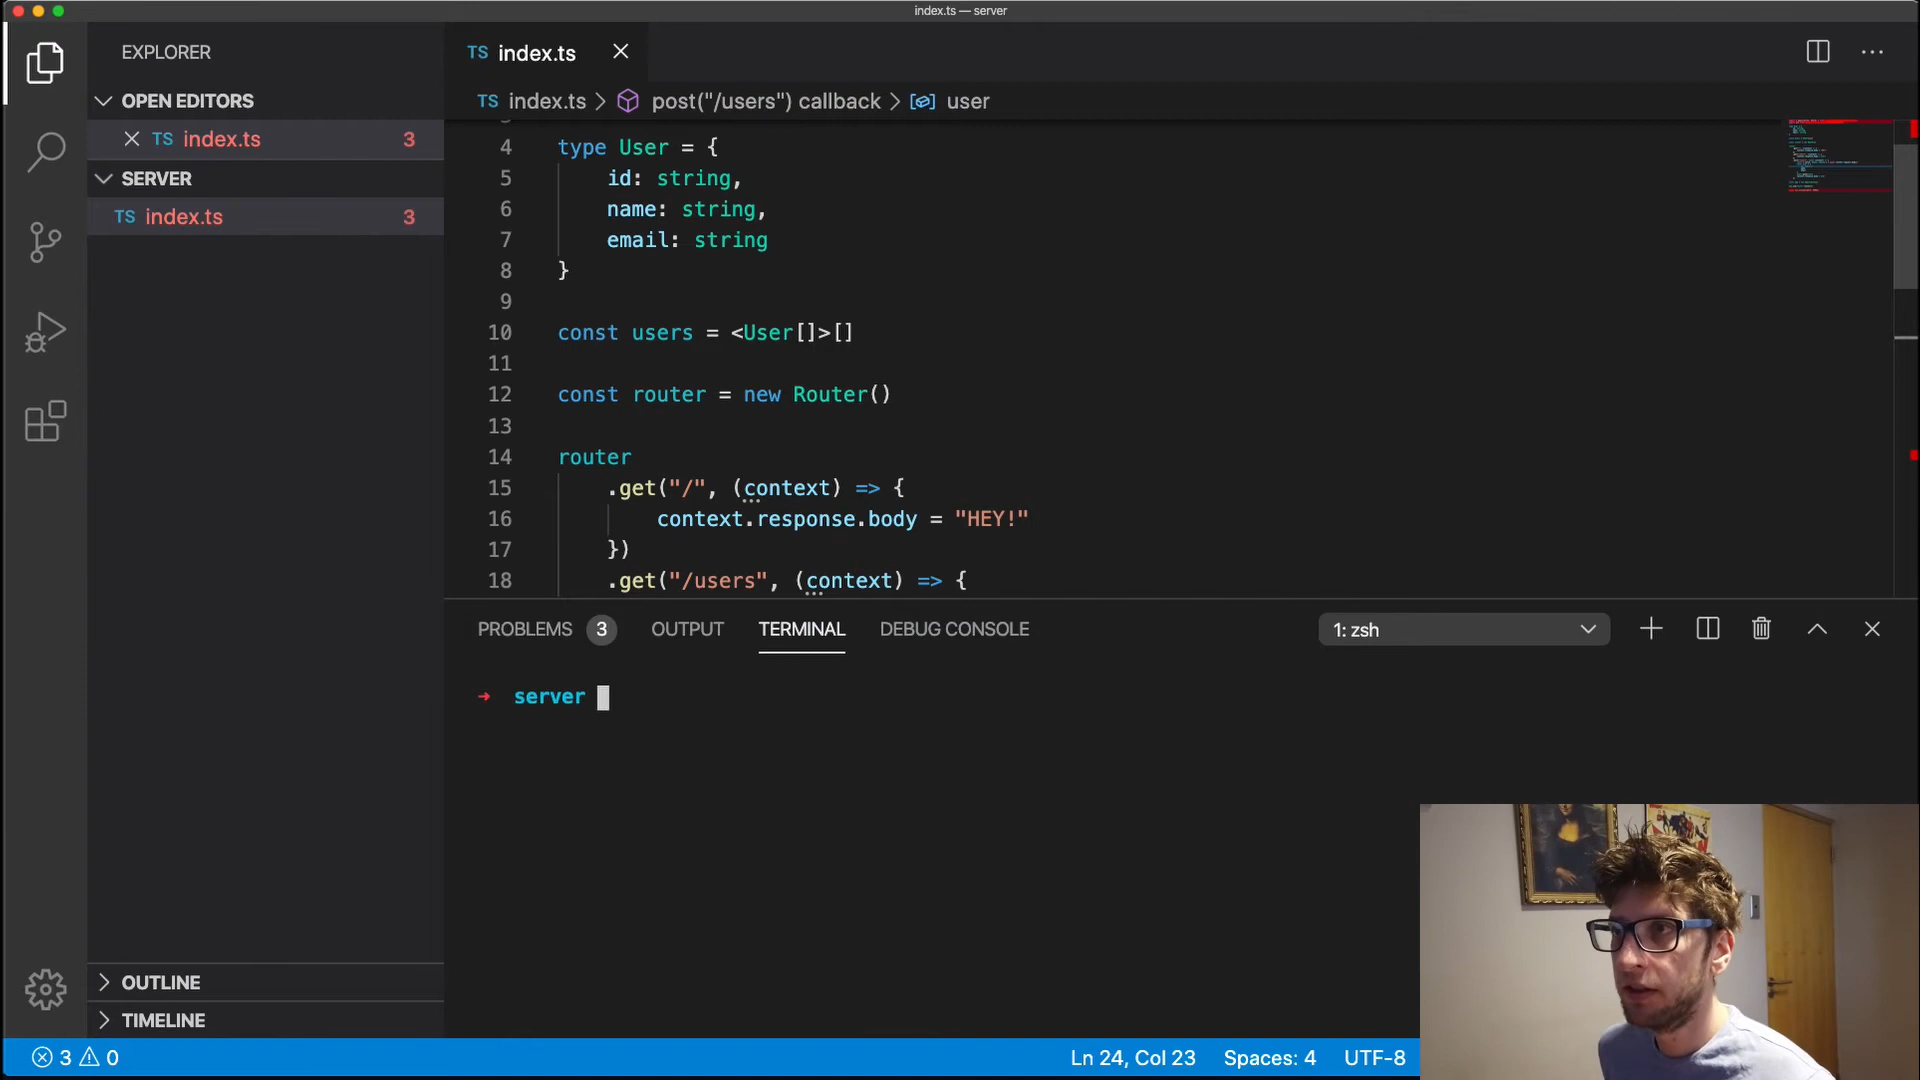 index.ts — server
EXPLORER
OPEN EDITORS
TS index.ts 3
SERVER
TS index.ts 3
OUTLINE
TIMELINE
TS index.ts
TS index.ts > post("/users") callback > user
4 type User = {
5 id: string,
6 name: string,
7 email: string
8 }
9
10 const users = <User[]>[]
11
12 const router = new Router()
13
14 router
15 .get("/", (context) => {
16 context.response.body = "HEY!"
17 })
18 .get("/users", (context) => {
PROBLEMS 3 OUTPUT TERMINAL DEBUG CONSOLE 1: zsh
→ server
3 0 Ln 24, Col 23 Spaces: 4 UTF-8